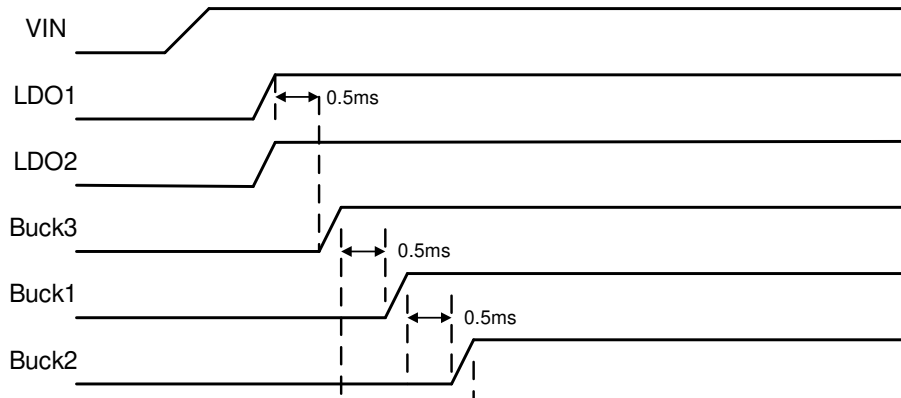 VIN
LDO1
0.5ms
LDO2
Buck3
0.5ms
Buck1
0.5ms
Buck2